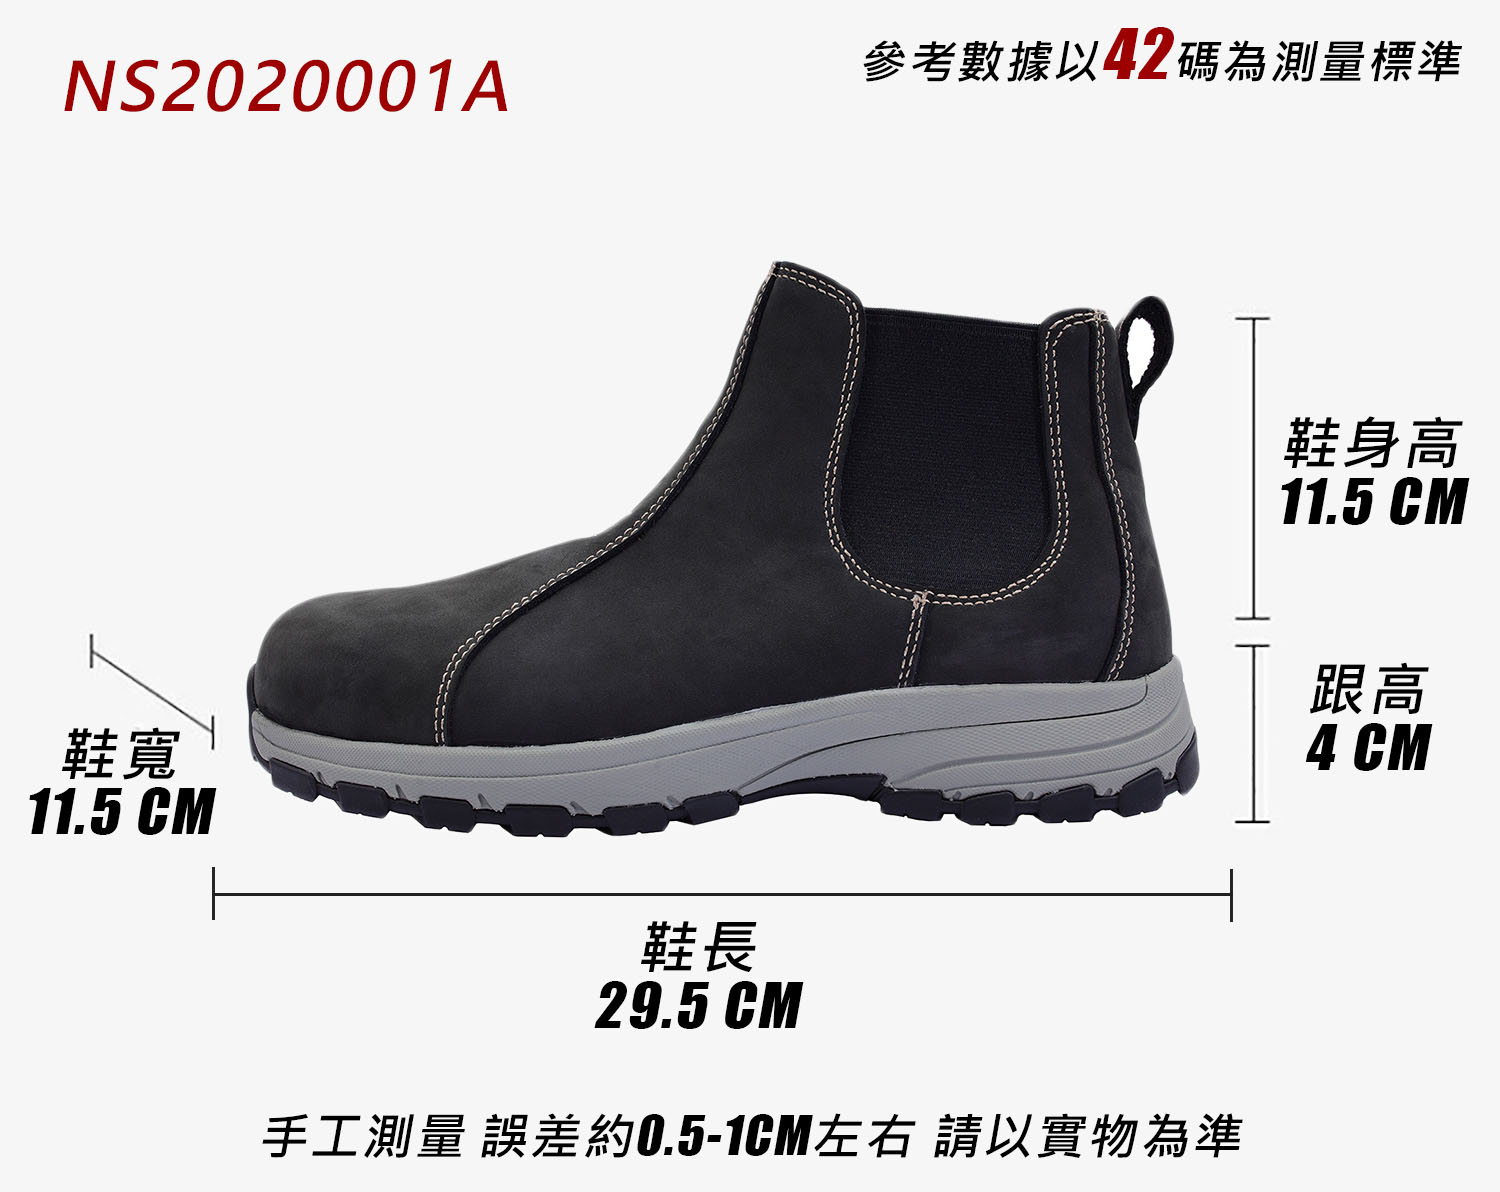 NS2020001A
參考數據以42碼為測量標準
鞋身高
11.5 CM
跟高
4 CM
鞋寬
11.5 CM
鞋長
29.5 CM
手工測量 誤差約0.5-1CM左右 請以實物為準